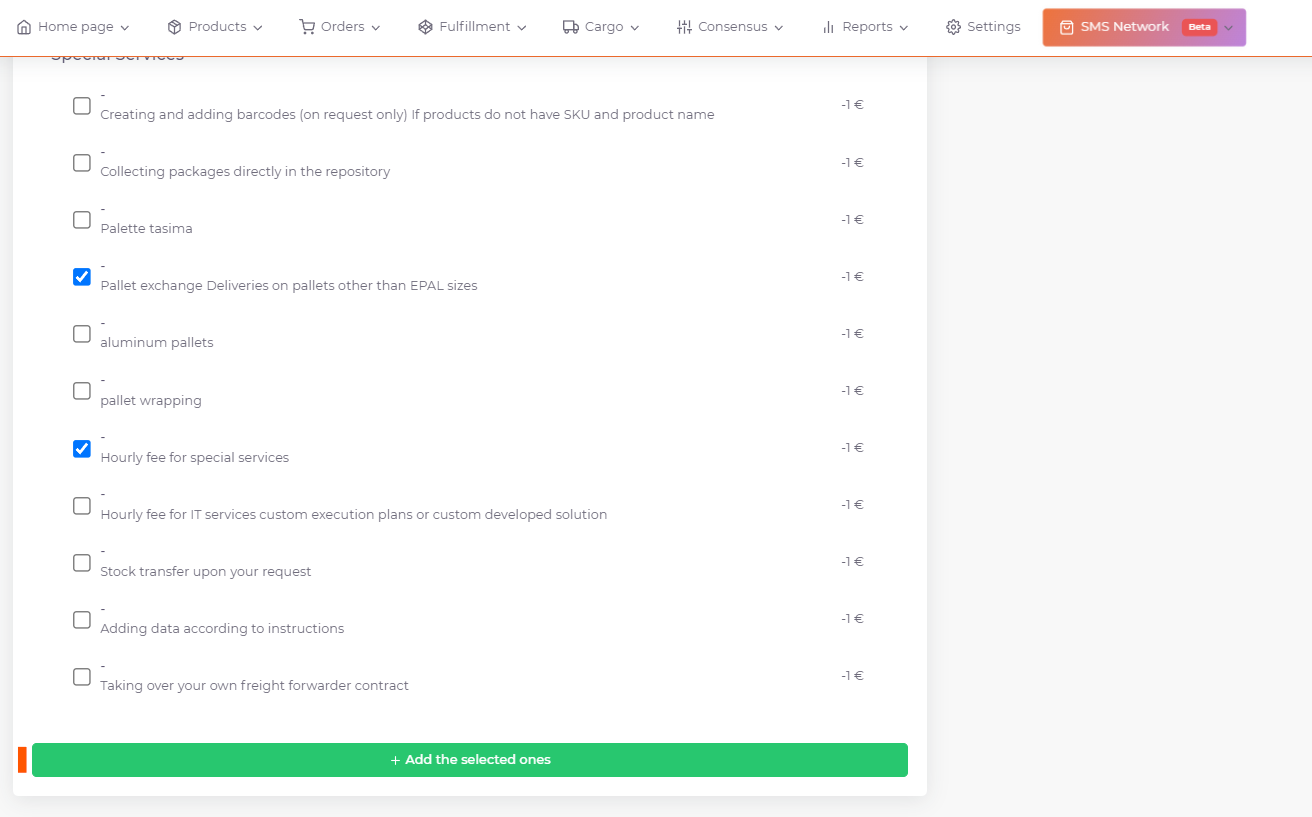 Home page
Products
Orders
Fulfillment
Cargo
Consensus
Reports
Settings
SMS Network Beta
Special Services
-
Creating and adding barcodes (on request only) If products do not have SKU and product name
-1 €
-
Collecting packages directly in the repository
-1 €
-
Palette tasima
-1 €
-
Pallet exchange Deliveries on pallets other than EPAL sizes
-1 €
-
aluminum pallets
-1 €
-
pallet wrapping
-1 €
-
Hourly fee for special services
-1 €
-
Hourly fee for IT services custom execution plans or custom developed solution
-1 €
-
Stock transfer upon your request
-1 €
-
Adding data according to instructions
-1 €
-
Taking over your own freight forwarder contract
-1 €
+ Add the selected ones